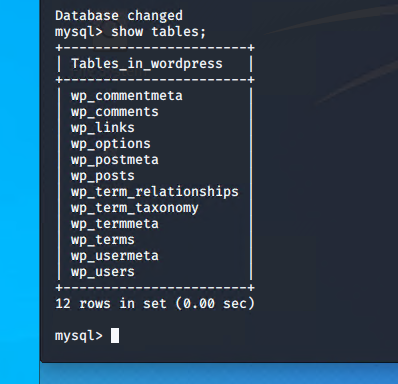 Database changed
mysql> show tables;
+-----------------------+
| Tables_in_wordpress   |
+-----------------------+
| wp_commentmeta        |
| wp_comments           |
| wp_links              |
| wp_options            |
| wp_postmeta           |
| wp_posts              |
| wp_term_relationships |
| wp_term_taxonomy      |
| wp_termmeta           |
| wp_terms              |
| wp_usermeta           |
| wp_users              |
+-----------------------+
12 rows in set (0.00 sec)
mysql>